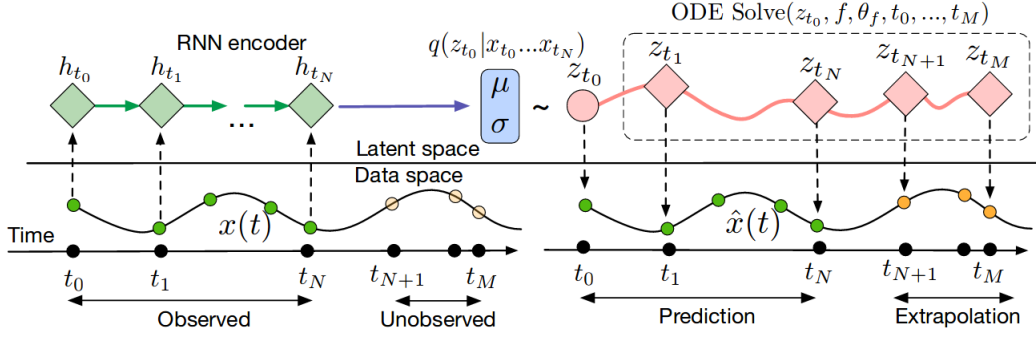 ODE Solve(z_{t_0}, f, θ_f, t_0, ..., t_M)
RNN encoder
q(z_{t_0}|x_{t_0}...x_{t_N})
h_{t_0} h_{t_1} h_{t_N}
z_{t_0} z_{t_1} z_{t_N} z_{t_{N+1}} z_{t_M}
...
μ
σ
~
Latent space
Data space
x(t) x̂(t)
Time
t_0 t_1 t_N t_{N+1} t_M t_0 t_1 t_N t_{N+1} t_M
Observed Unobserved Prediction Extrapolation